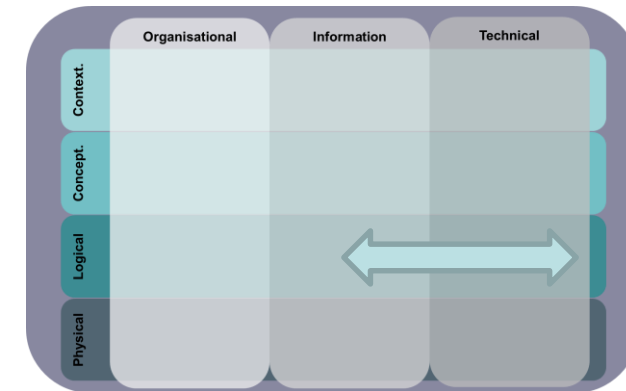 Organisational Information Technical
Context.
Concept.
Logical
Physical